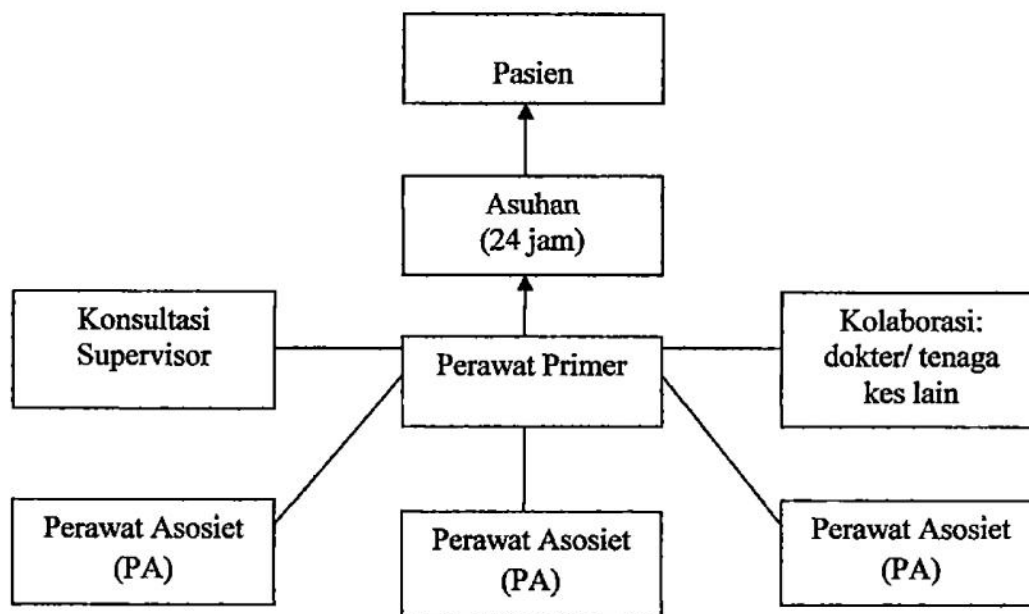 Pasien
Asuhan
(24 jam)
Konsultasi
Supervisor
Perawat Primer
Kolaborasi:
dokter/ tenaga
kes lain
Perawat Asosiet
(PA)
Perawat Asosiet
(PA)
Perawat Asosiet
(PA)